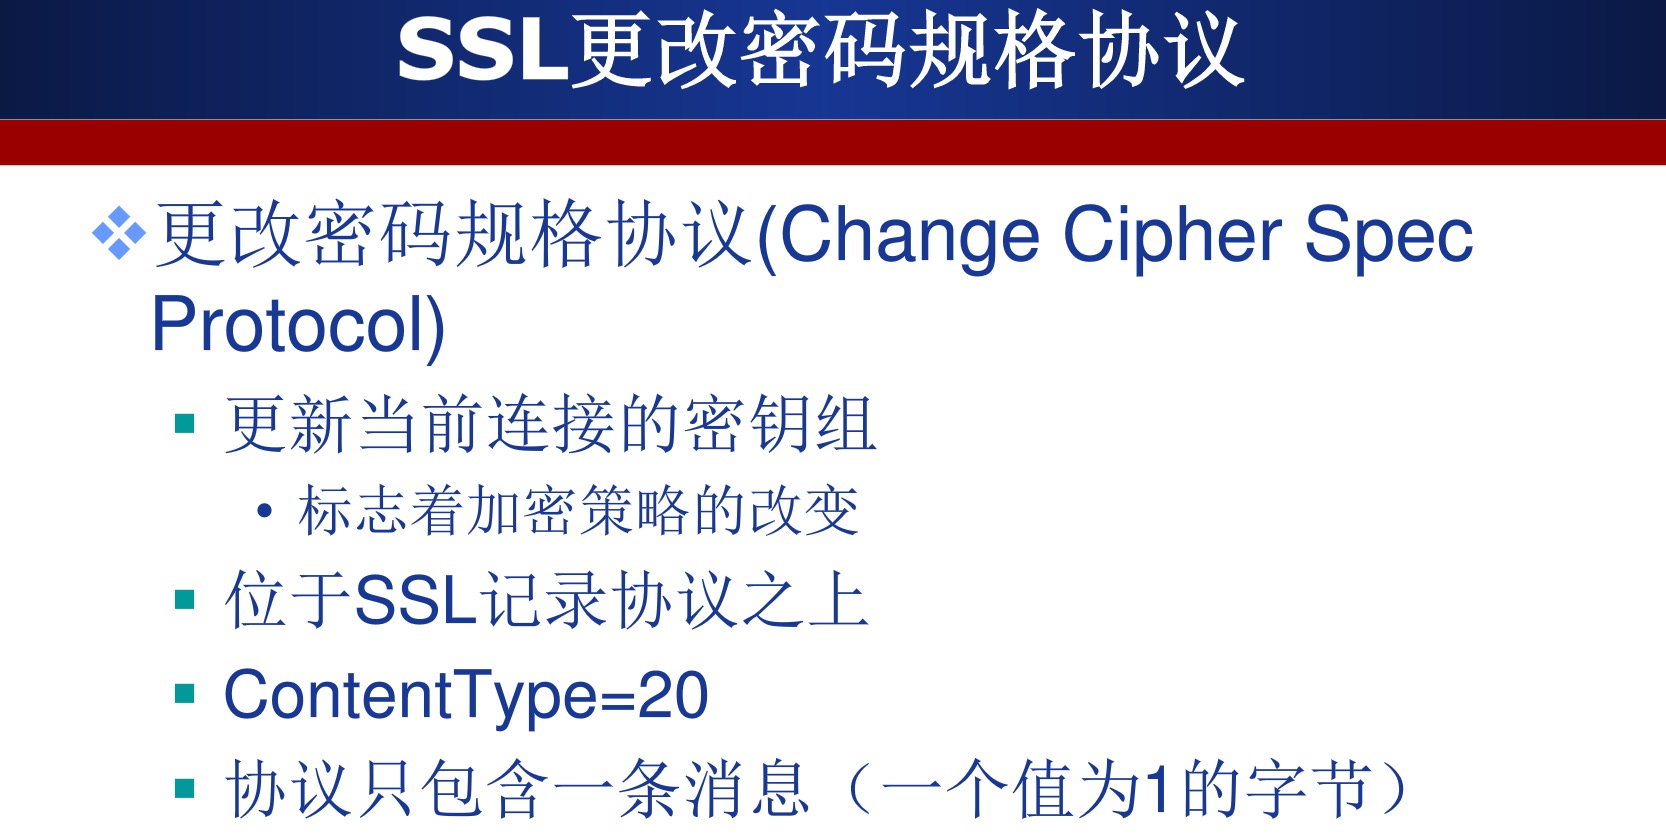 SSL更改密码规格协议
更改密码规格协议(Change Cipher Spec
Protocol)
更新当前连接的密钥组
• 标志着加密策略的改变
位于SSL记录协议之上
ContentType=20
协议只包含一条消息（一个值为1的字节）